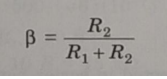 β = R₂ / (R₁ + R₂)